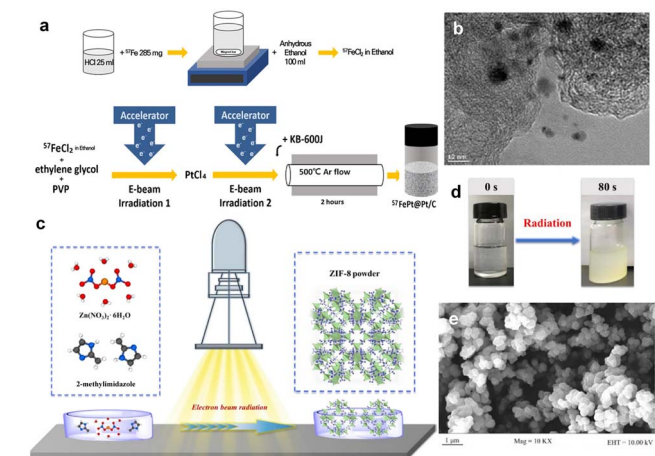 a
HCl 25 ml
+ ⁵⁷Fe 285 mg
+
Anhydrous
Ethanol
100 ml
⁵⁷FeCl₂ in Ethanol
Accelerator
Accelerator
e⁻ e⁻ e⁻
e⁻ e⁻ e⁻
⁵⁷FeCl₂ in Ethanol
+
ethylene glycol
+
PVP
E-beam
Irradiation 1
PtCl₄
E-beam
Irradiation 2
+ KB-600J
500℃ Ar flow
2 hours
⁵⁷FePt@Pt/C
b
c
Zn(NO₃)₂· 6H₂O
2-methylimidazole
Electron beam radiation
ZIF-8 powder
d
0 s
Radiation
80 s
e
1 μm
Mag = 10 KX
EHT = 10.00 kV